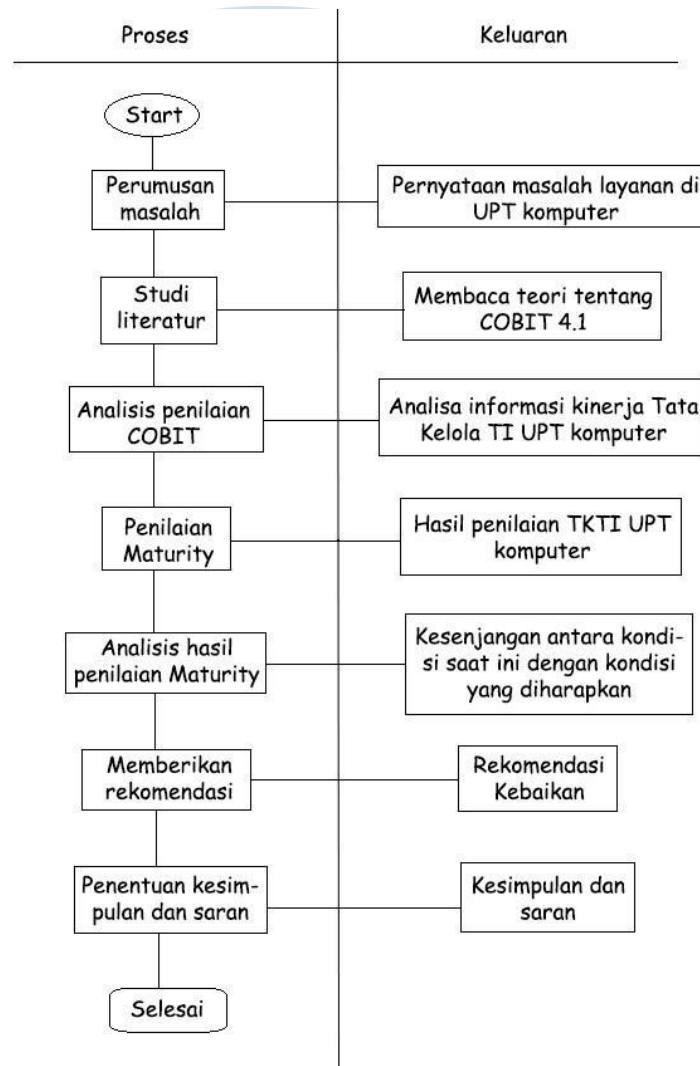 Proses
Keluaran
Start
Perumusan
masalah
Pernyataan masalah layanan di
UPT komputer
Studi
literatur
Membaca teori tentang
COBIT 4.1
Analisis penilaian
COBIT
Analisa informasi kinerja Tata
Kelola TI UPT komputer
Penilaian
Maturity
Hasil penilaian TKTI UPT
komputer
Analisis hasil
penilaian Maturity
Kesenjangan antara kondi-
si saat ini dengan kondisi
yang diharapkan
Memberikan
rekomendasi
Rekomendasi
Kebaikan
Penentuan kesim-
pulan dan saran
Kesimpulan dan
saran
Selesai